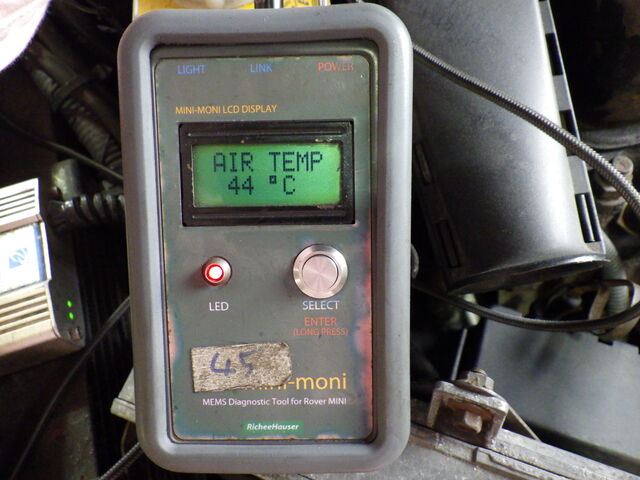 LIGHT LINK POWER
MINI-MONI LCD DISPLAY
AIR TEMP
44 °C
LED
SELECT
ENTER
(LONG PRESS)
45
-moni
MEMS Diagnostic Tool for Rover MINI
RicheeHauser